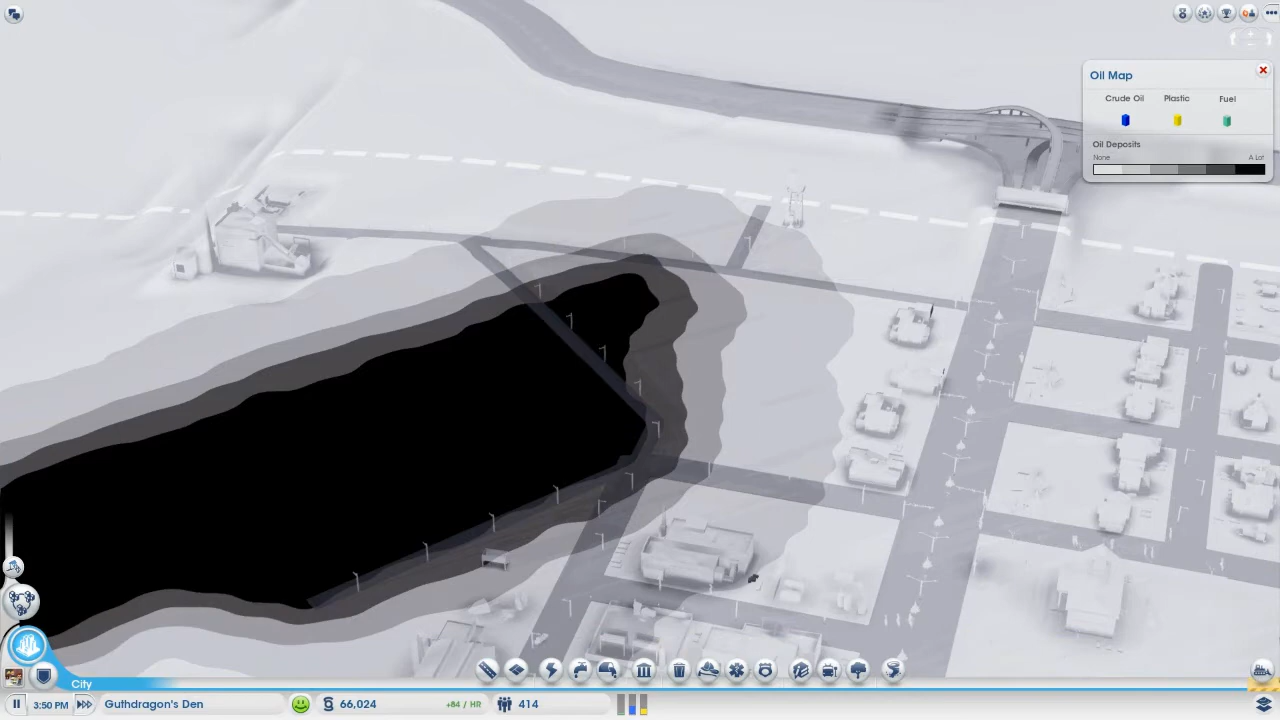 Oil Map
Crude Oil Plastic Fuel
Oil Deposits
None A Lot
City
3:50 PM Guthdragon's Den 66,024 +84 / HR 414